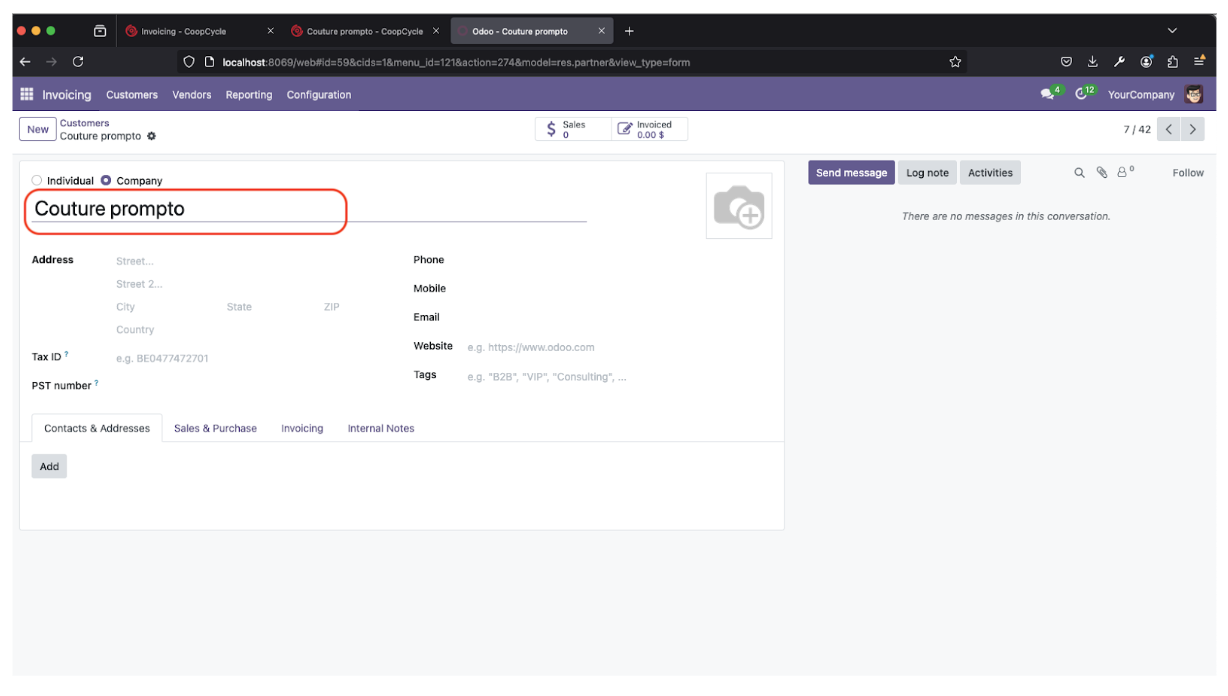 Invoicing - CoopCycle
Couture prompto - CoopCycle
Odoo - Couture prompto
localhost:8069/web#id=59&cids=1&menu_id=121&action=274&model=res.partner&view_type=form
Invoicing Customers Vendors Reporting Configuration
4 12 YourCompany
New Customers
Couture prompto
$ Sales 0
Invoiced 0.00 $
7 / 42
Individual Company
Couture prompto
Send message Log note Activities 0 Follow
There are no messages in this conversation.
Address Street...
Street 2...
City State ZIP
Country
Tax ID ? e.g. BE0477472701
PST number ?
Phone
Mobile
Email
Website e.g. https://www.odoo.com
Tags e.g. "B2B", "VIP", "Consulting", ...
Contacts & Addresses Sales & Purchase Invoicing Internal Notes
Add